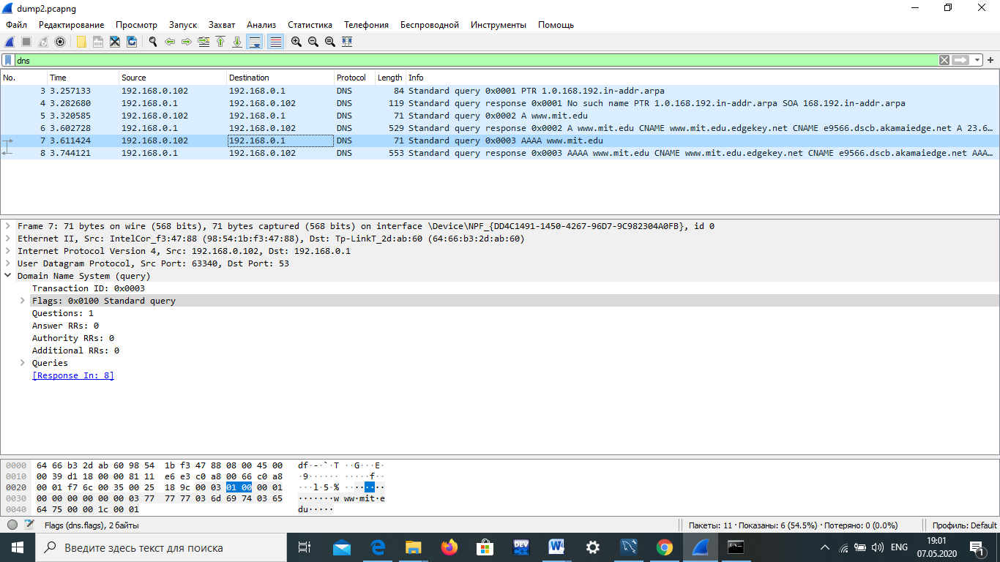 dump2.pcapng
Файл Редактирование Просмотр Запуск Захват Анализ Статистика Телефония Беспроводной Инструменты Помощь
dns
No. Time Source Destination Protocol Length Info
3 3.257133 192.168.0.102 192.168.0.1 DNS 84 Standard query 0x0001 PTR 1.0.168.192.in-addr.arpa
4 3.282680 192.168.0.1 192.168.0.102 DNS 119 Standard query response 0x0001 No such name PTR 1.0.168.192.in-addr.arpa SOA 168.192.in-addr.arpa
5 3.320585 192.168.0.102 192.168.0.1 DNS 71 Standard query 0x0002 A www.mit.edu
6 3.602728 192.168.0.1 192.168.0.102 DNS 529 Standard query response 0x0002 A www.mit.edu CNAME www.mit.edu.edgekey.net CNAME e9566.dscb.akamaiedge.net A 23.6…
7 3.611424 192.168.0.102 192.168.0.1 DNS 71 Standard query 0x0003 AAAA www.mit.edu
8 3.744121 192.168.0.1 192.168.0.102 DNS 553 Standard query response 0x0003 AAAA www.mit.edu CNAME www.mit.edu.edgekey.net CNAME e9566.dscb.akamaiedge.net AAA…
Frame 7: 71 bytes on wire (568 bits), 71 bytes captured (568 bits) on interface \Device\NPF_{DD4C1491-1450-4267-96D7-9C982304A0FB}, id 0
Ethernet II, Src: IntelCor_f3:47:88 (98:54:1b:f3:47:88), Dst: Tp-LinkT_2d:ab:60 (64:66:b3:2d:ab:60)
Internet Protocol Version 4, Src: 192.168.0.102, Dst: 192.168.0.1
User Datagram Protocol, Src Port: 63340, Dst Port: 53
Domain Name System (query)
Transaction ID: 0x0003
Flags: 0x0100 Standard query
Questions: 1
Answer RRs: 0
Authority RRs: 0
Additional RRs: 0
Queries
[Response In: 8]
0000 64 66 b3 2d ab 60 98 54 1b f3 47 88 08 00 45 00 df·-·`·T ··G···E·
0010 00 39 d1 18 00 00 81 11 e6 e3 c0 a8 00 66 c0 a8 ·9······ ·····f··
0020 00 01 f7 6c 00 35 00 25 18 9c 00 03 01 00 00 01 ···l·5·% ········
0030 00 00 00 00 00 00 03 77 77 77 03 6d 69 74 03 65 ·······w ww·mit·e
0040 64 75 00 00 1c 00 01 du·····
Flags (dns.flags), 2 байты Пакеты: 11 · Показаны: 6 (54.5%) · Потеряно: 0 (0.0%) Профиль: Default
Введите здесь текст для поиска
DEV
W
ENG
19:01
07.05.2020
1